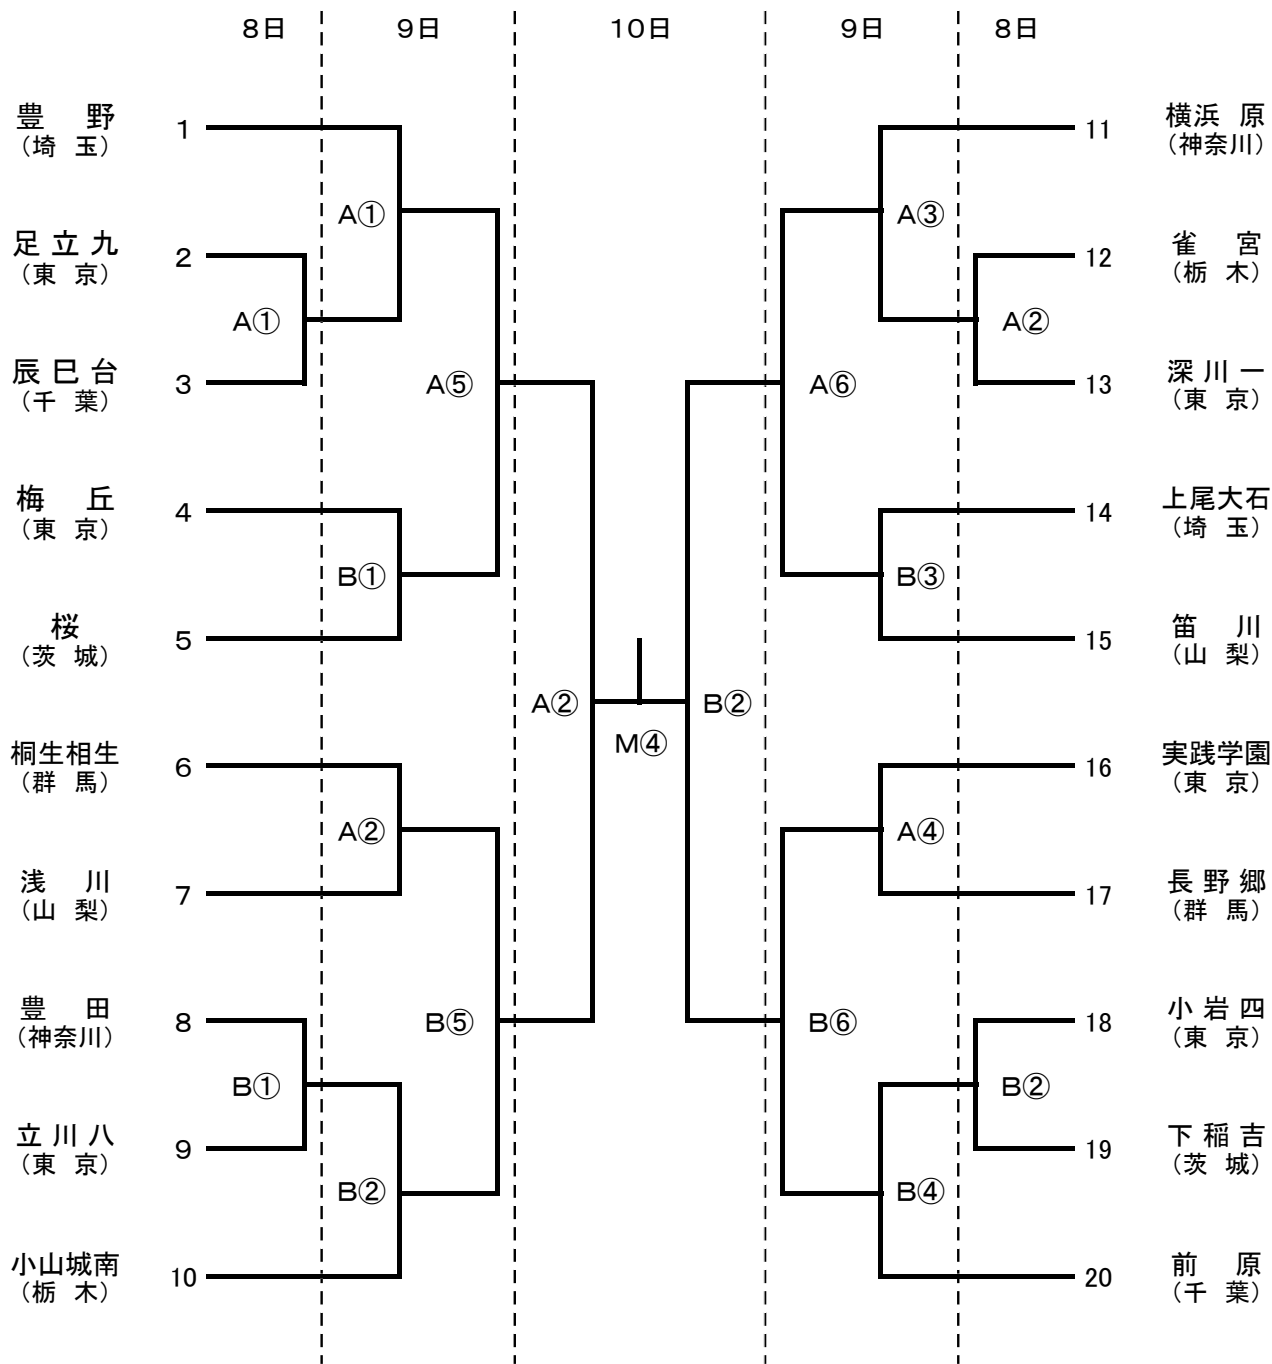 8日 9日 10日 9日 8日
豊 野 1 11 横浜 原
（埼 玉） （神奈川）
A① A③
足立九 2 12 雀 宮
（東 京） （栃 木）
A① A②
辰巳台 3 A⑤ A⑥ 13 深川一
（千 葉） （東 京）
梅 丘 4 14 上尾大石
（東 京） （埼 玉）
B① B③
桜 5 15 笛 川
（茨 城） （山 梨）
A② B②
M④
桐生相生 6 16 実践学園
（群 馬） （東 京）
A② A④
浅 川 7 17 長野郷
（山 梨） （群 馬）
豊 田 8 B⑤ B⑥ 18 小岩四
（神奈川） （東 京）
B① B②
立川八 9 19 下稲吉
（東 京） （茨 城）
B② B④
小山城南 10 20 前 原
（栃 木） （千 葉）